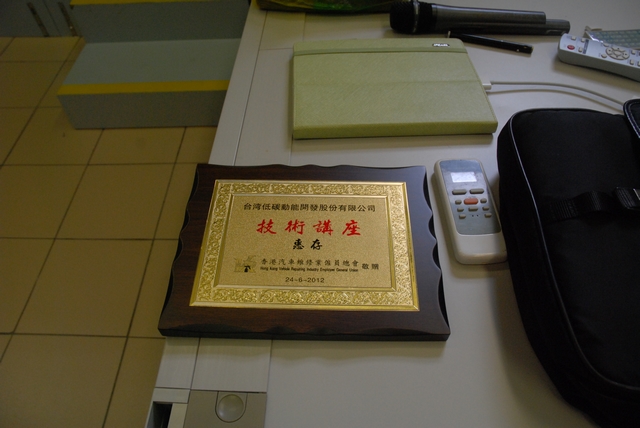 台湾低碳動能開發股份有限公司
技術講座
惠存
香港汽車維修業僱員總會 敬贈
Hong Kong Vehicle Repairing Industry Employee General Union
24-6-2012